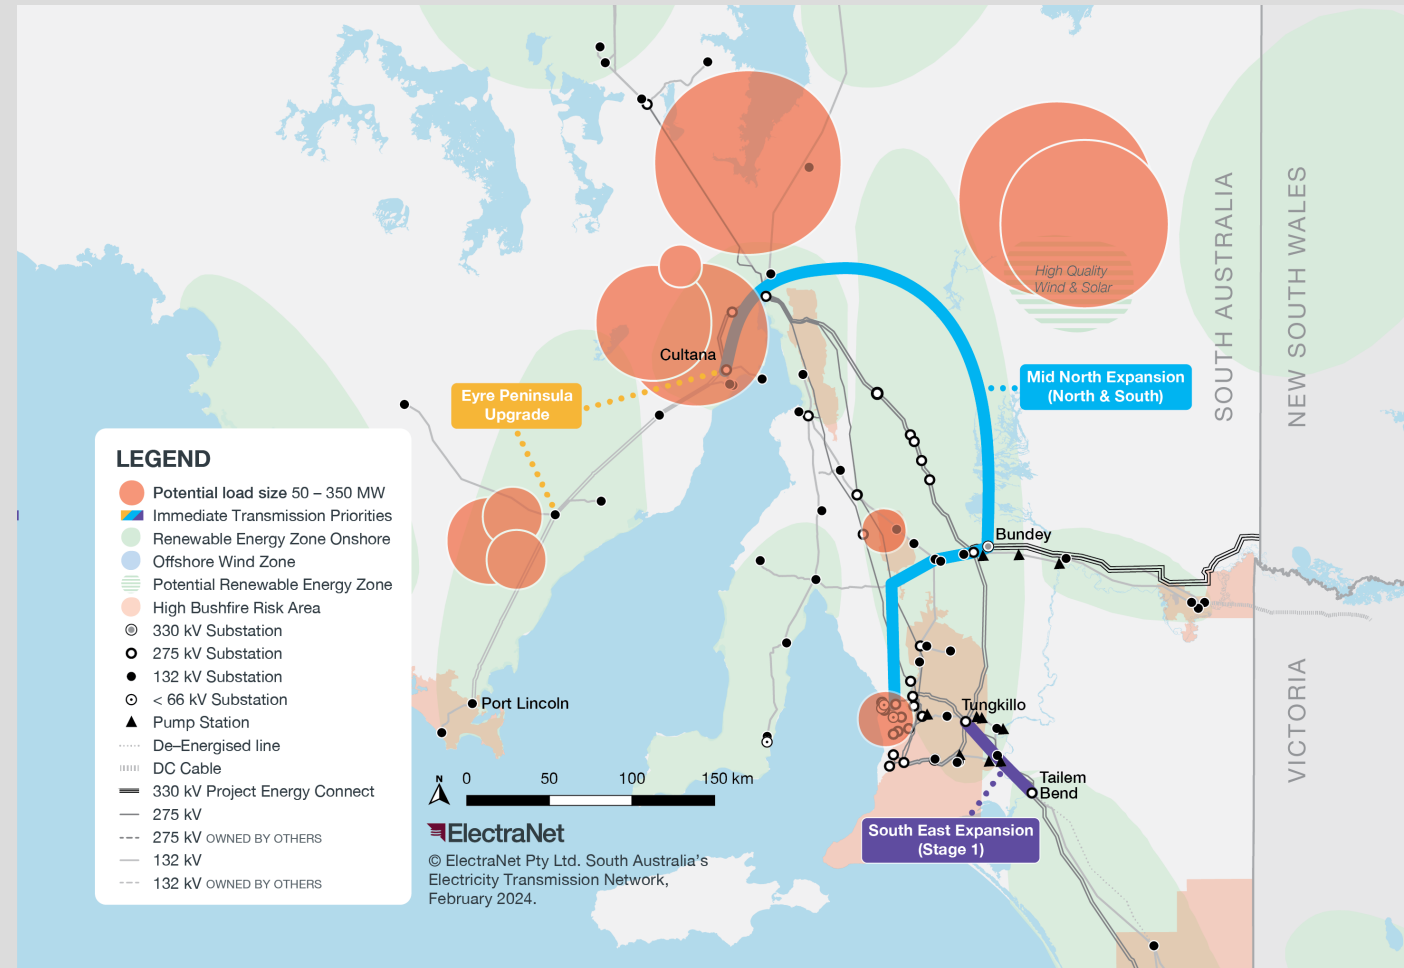 High Quality
Wind & Solar
SOUTH AUSTRALIA
NEW SOUTH WALES
Cultana
Eyre Peninsula
Upgrade
Mid North Expansion
(North & South)
LEGEND
Potential load size 50 – 350 MW
Immediate Transmission Priorities
Renewable Energy Zone Onshore
Offshore Wind Zone
Potential Renewable Energy Zone
High Bushfire Risk Area
330 kV Substation
275 kV Substation
132 kV Substation
< 66 kV Substation
Pump Station
De–Energised line
DC Cable
330 kV Project Energy Connect
275 kV
275 kV OWNED BY OTHERS
132 kV
132 kV OWNED BY OTHERS
Bundey
Port Lincoln
Tungkillo
VICTORIA
Tailem
Bend
N
0 50 100 150 km
ElectraNet
South East Expansion
(Stage 1)
© ElectraNet Pty Ltd. South Australia's
Electricity Transmission Network,
February 2024.